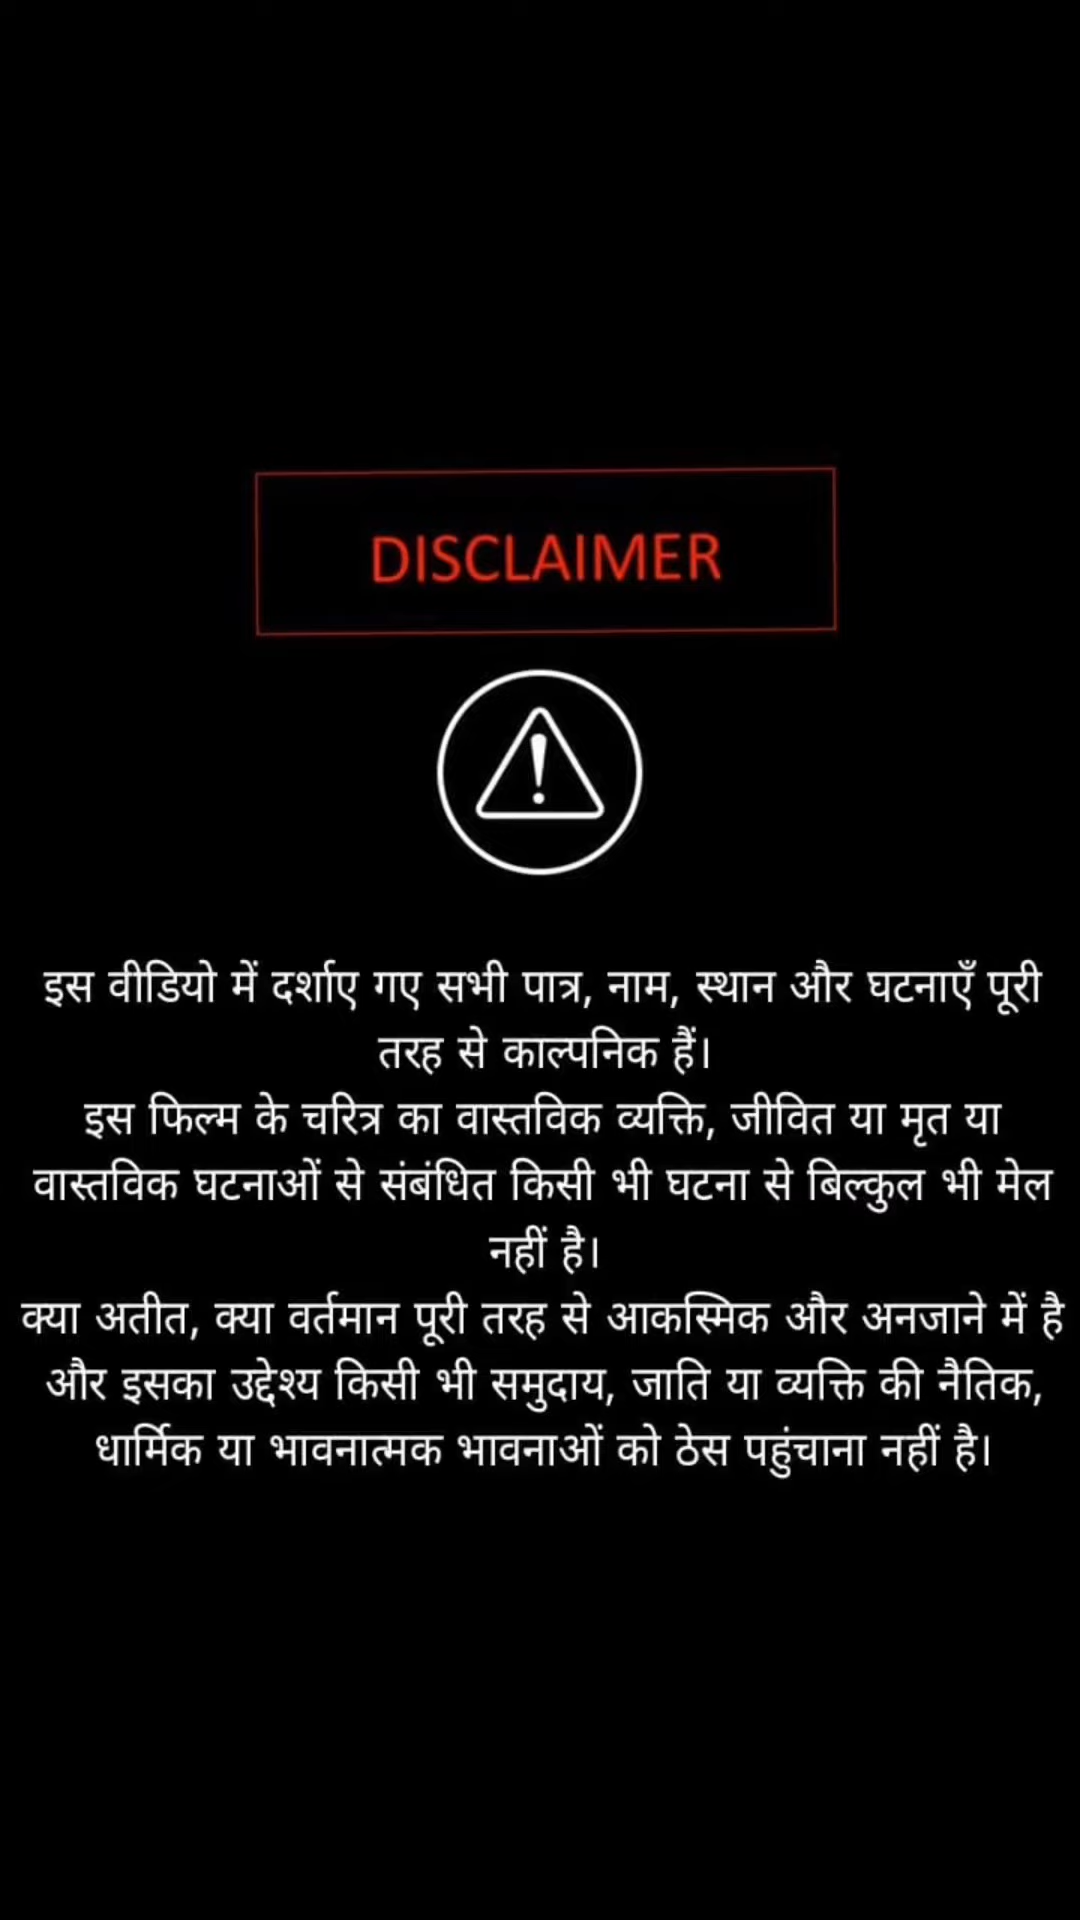 DISCLAIMER
इस वीडियो में दर्शाए गए सभी पात्र, नाम, स्थान और घटनाएँ पूरी
तरह से काल्पनिक हैं।
इस फिल्म के चरित्र का वास्तविक व्यक्ति, जीवित या मृत या
वास्तविक घटनाओं से संबंधित किसी भी घटना से बिल्कुल भी मेल
नहीं है।
क्या अतीत, क्या वर्तमान पूरी तरह से आकस्मिक और अनजाने में है
और इसका उद्देश्य किसी भी समुदाय, जाति या व्यक्ति की नैतिक,
धार्मिक या भावनात्मक भावनाओं को ठेस पहुंचाना नहीं है।